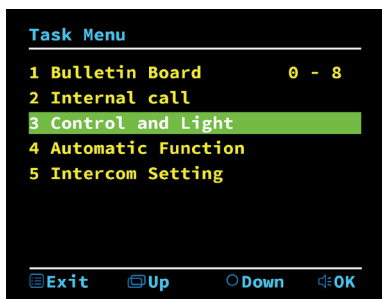 Task Menu
1 Bulletin Board 0 - 8
2 Internal call
3 Control and Light
4 Automatic Function
5 Intercom Setting
Exit Up Down OK